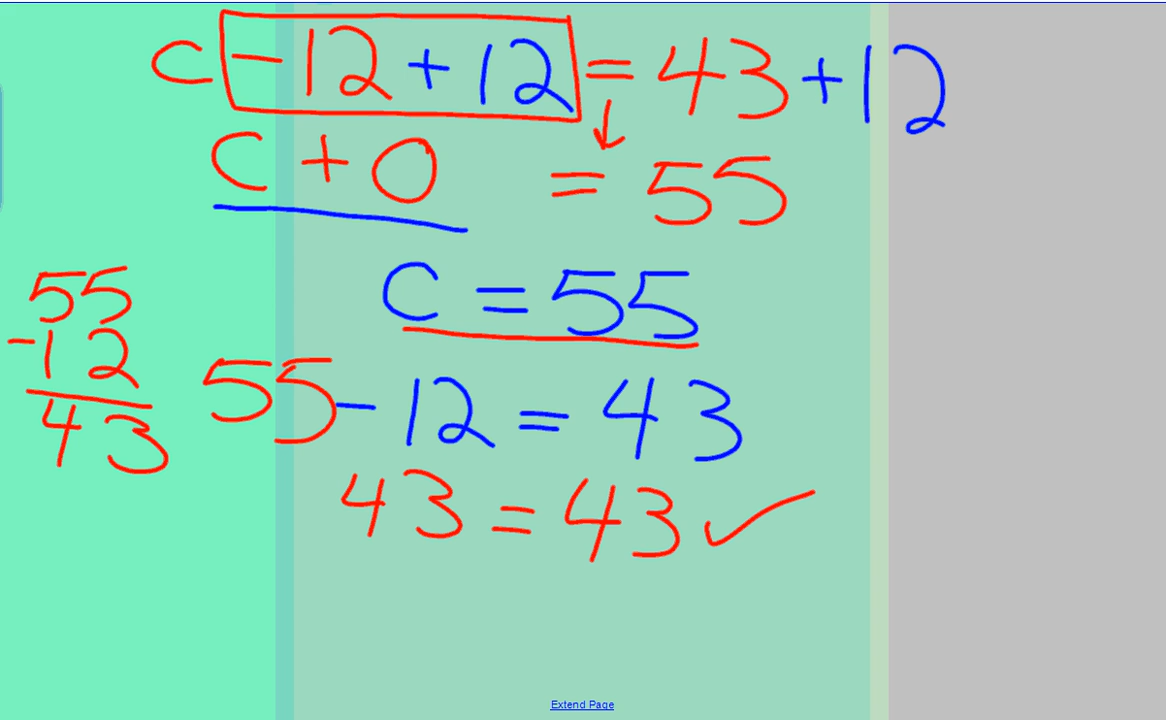 c -12 + 12 = 43 + 12
C + 0 = 55
C = 55
55
-12
43
55 - 12 = 43
43 = 43 ✓
Extend Page